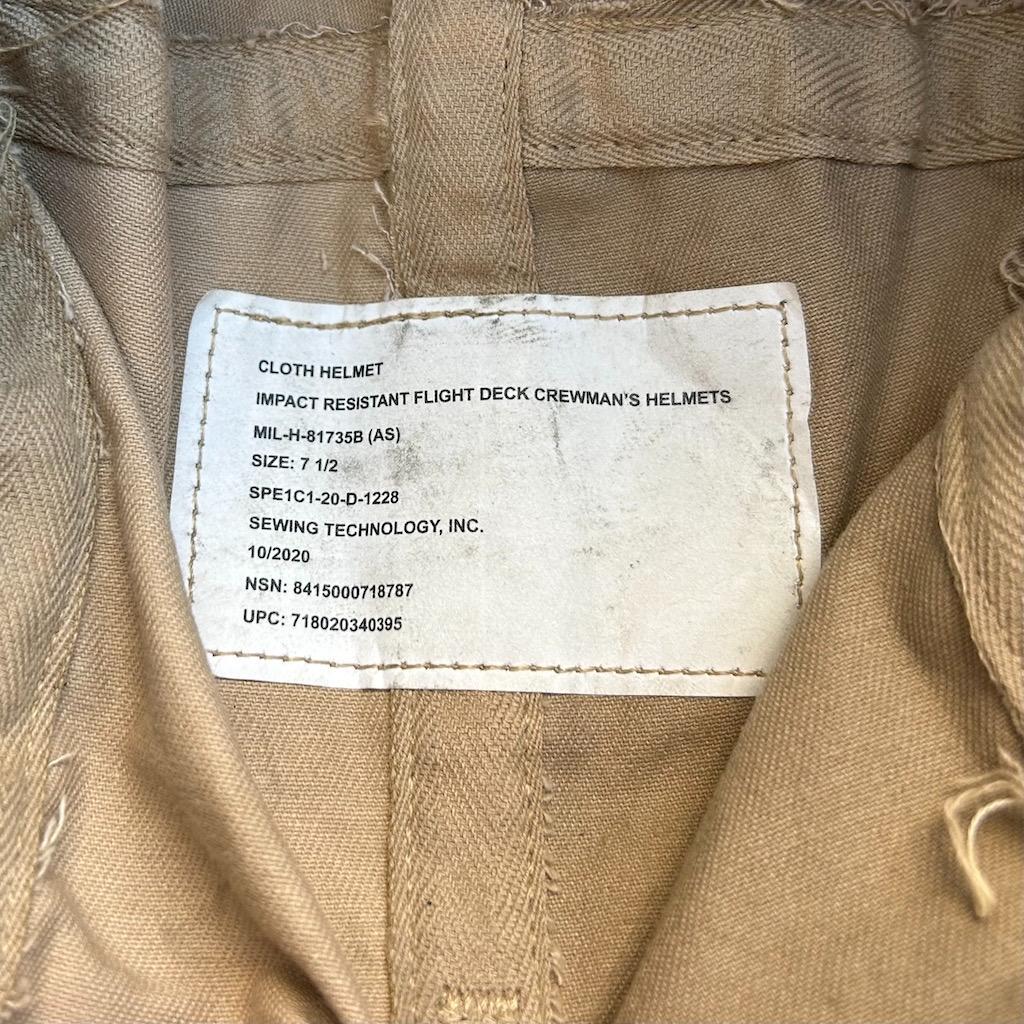 CLOTH HELMET
IMPACT RESISTANT FLIGHT DECK CREWMAN'S HELMETS
MIL-H-81735B (AS)
SIZE: 7 1/2
SPE1C1-20-D-1228
SEWING TECHNOLOGY, INC.
10/2020
NSN: 8415000718787
UPC: 718020340395